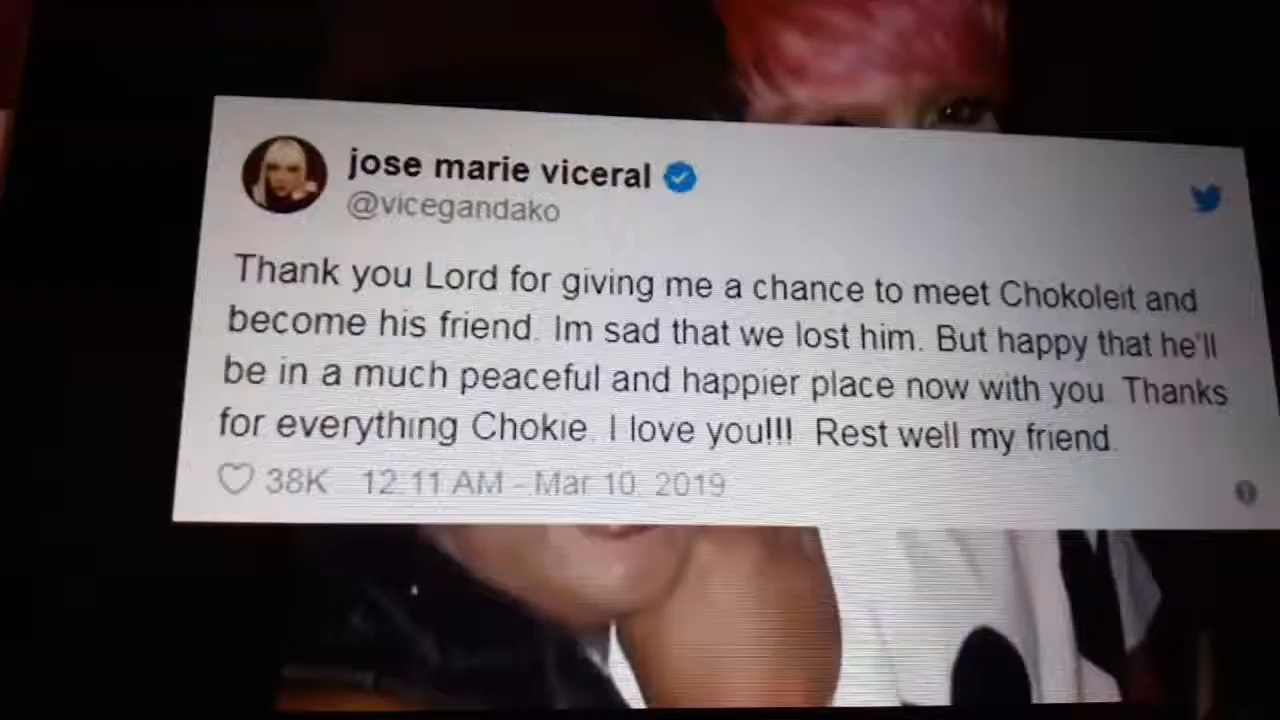 jose marie viceral
@vicegandako
Thank you Lord for giving me a chance to meet Chokoleit and
become his friend. Im sad that we lost him. But happy that he'll
be in a much peaceful and happier place now with you. Thanks
for everything Chokie. I love you!!! Rest well my friend.
38K 12:11 AM - Mar 10, 2019